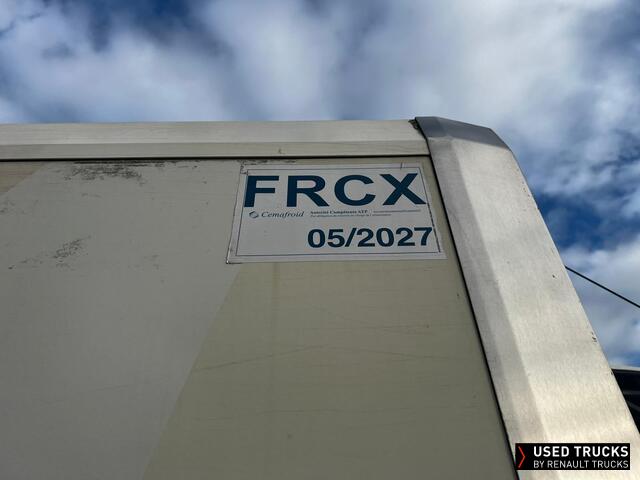 FRCX
Cemafroid Autorité Compétente ATP
05/2027
USED TRUCKS
BY RENAULT TRUCKS